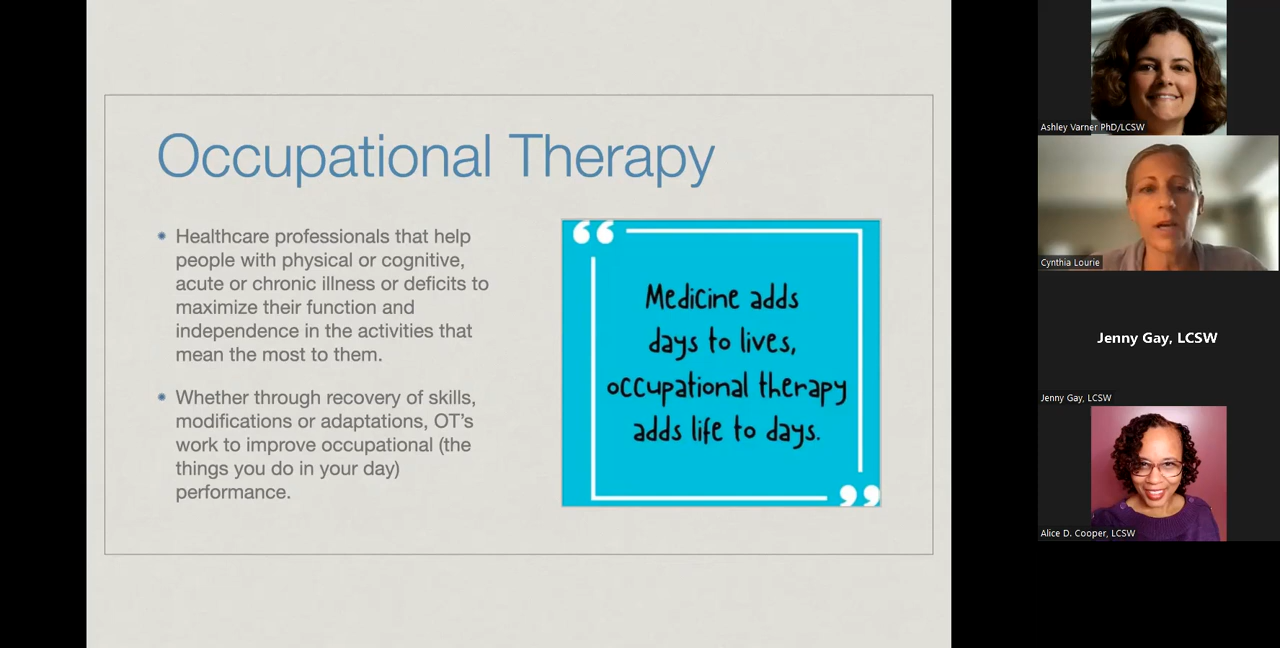 Occupational Therapy
Healthcare professionals that help
people with physical or cognitive,
acute or chronic illness or deficits to
maximize their function and
independence in the activities that
mean the most to them.
Whether through recovery of skills,
modifications or adaptations, OT's
work to improve occupational (the
things you do in your day)
performance.
“
Medicine adds
days to lives,
occupational therapy
adds life to days.
”
Ashley Varner PhD/LCSW
Cynthia Lourie
Jenny Gay, LCSW
Jenny Gay, LCSW
Alice D. Cooper, LCSW